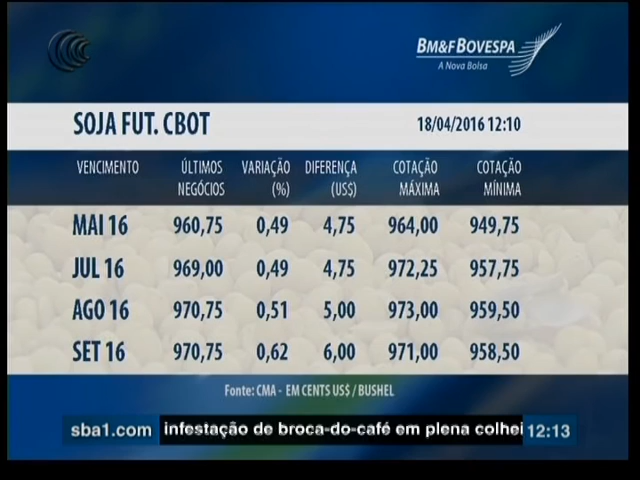 BM&FBOVESPA
A Nova Bolsa
SOJA FUT. CBOT 18/04/2016 12:10
VENCIMENTO ÚLTIMOS NEGÓCIOS VARIAÇÃO (%) DIFERENÇA (US$) COTAÇÃO MÁXIMA COTAÇÃO MÍNIMA
MAI 16 960,75 0,49 4,75 964,00 949,75
JUL 16 969,00 0,49 4,75 972,25 957,75
AGO 16 970,75 0,51 5,00 973,00 959,50
SET 16 970,75 0,62 6,00 971,00 958,50
Fonte: CMA - EM CENTS US$ / BUSHEL
sba1.com infestação de broca-do-café em plena colhei 12:13